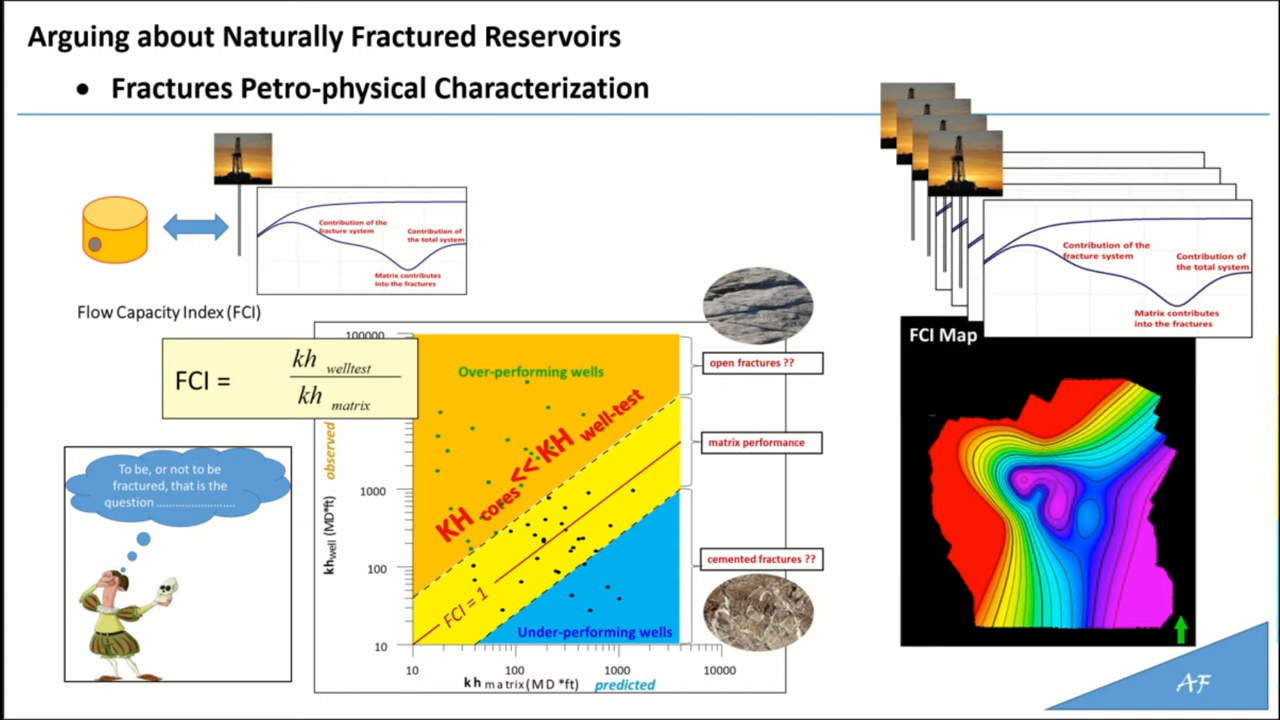 Arguing about Naturally Fractured Reservoirs
• Fractures Petro-physical Characterization
Contribution of the
fracture system
Contribution of
the total system
Matrix contributes
into the fractures
Flow Capacity Index (FCI)
FCI = kh welltest
kh matrix
To be, or not to be
fractured, that is the
question ..........................
100000
1000
100
10
khwell (MD*ft) observed
Over-performing wells
KH cores << KH well-test
FCI = 1
Under-performing wells
10
100
1000
10000
kh matrix (MD *ft) predicted
open fractures ??
matrix performance
cemented fractures ??
Contribution of the
fracture system
Contribution of
the total system
Matrix contributes
into the fractures
FCI Map
AF